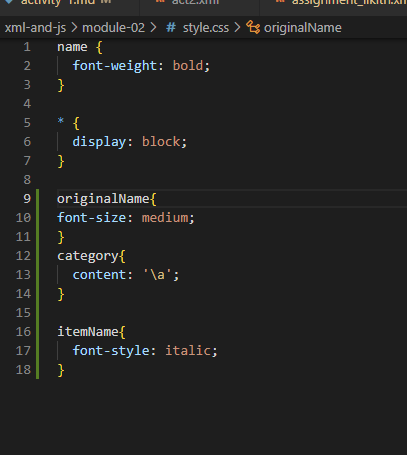 activity 1.md M act2.xml assignment_likith.xm
xml-and-js > module-02 > # style.css > originalName
1 name {
2 font-weight: bold;
3 }
4
5 * {
6 display: block;
7 }
8
9 originalName{
10 font-size: medium;
11 }
12 category{
13 content: '\a';
14 }
15
16 itemName{
17 font-style: italic;
18 }